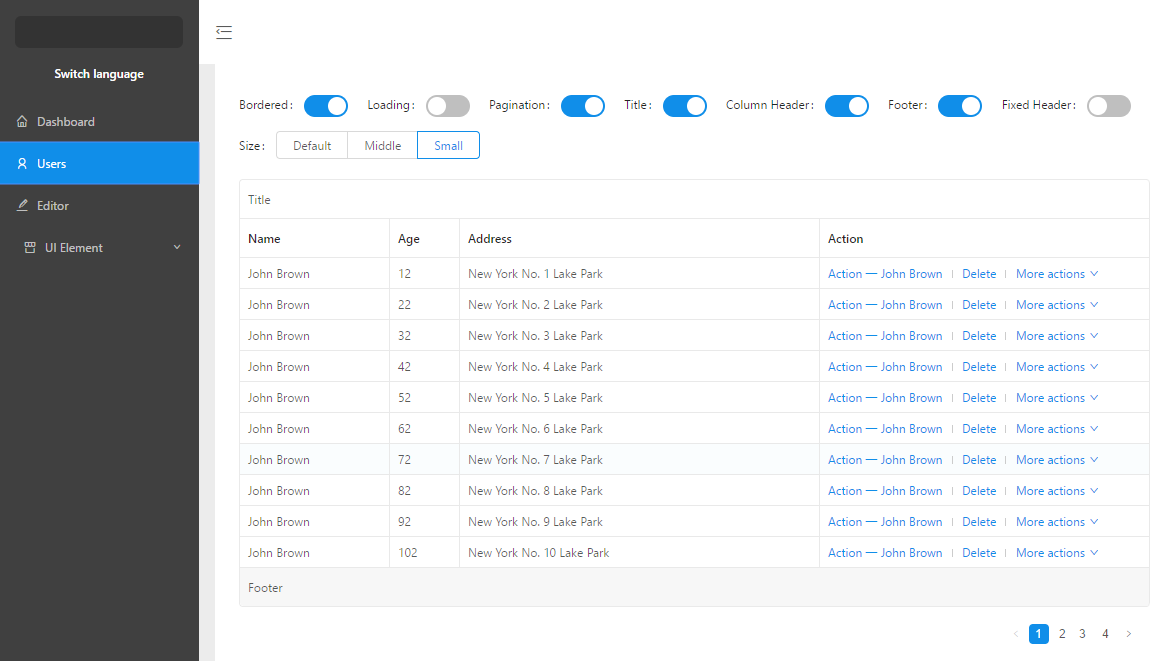 Switch language
Dashboard
Users
Editor
UI Element
Bordered: Loading: Pagination: Title: Column Header: Footer: Fixed Header:
Size: Default Middle Small
Title
Name Age Address Action
John Brown 12 New York No. 1 Lake Park Action — John Brown Delete More actions
John Brown 22 New York No. 2 Lake Park Action — John Brown Delete More actions
John Brown 32 New York No. 3 Lake Park Action — John Brown Delete More actions
John Brown 42 New York No. 4 Lake Park Action — John Brown Delete More actions
John Brown 52 New York No. 5 Lake Park Action — John Brown Delete More actions
John Brown 62 New York No. 6 Lake Park Action — John Brown Delete More actions
John Brown 72 New York No. 7 Lake Park Action — John Brown Delete More actions
John Brown 82 New York No. 8 Lake Park Action — John Brown Delete More actions
John Brown 92 New York No. 9 Lake Park Action — John Brown Delete More actions
John Brown 102 New York No. 10 Lake Park Action — John Brown Delete More actions
Footer
1 2 3 4